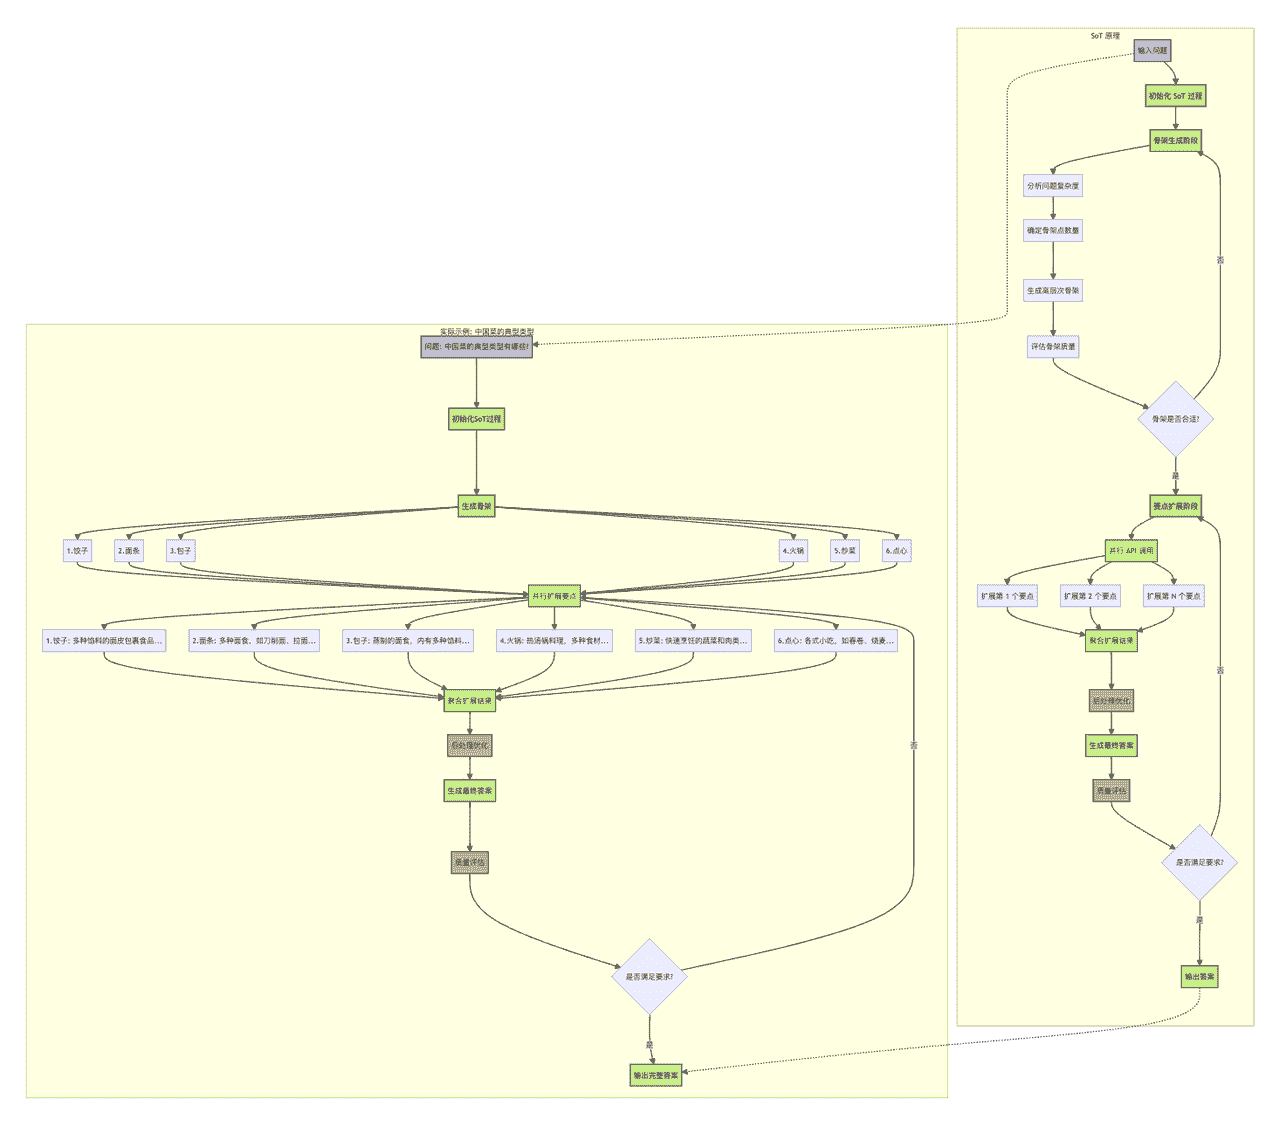 SoT 原理
输入问题
初始化 SoT 过程
骨架生成阶段
分析问题复杂度
确定骨架点数量
生成高层次骨架
评估骨架质量
骨架是否合适?
否
是
要点扩展阶段
并行 API 调用
扩展第 1 个要点
扩展第 2 个要点
扩展第 N 个要点
聚合扩展结果
后处理优化
生成最终答案
质量评估
是否满足要求?
否
是
输出答案
实际示例: 中国菜的典型类型
问题: 中国菜的典型类型有哪些?
初始化SoT过程
生成骨架
1.饺子
2.面条
3.包子
4.火锅
5.炒菜
6.点心
并行扩展要点
1.饺子: 多种馅料的面皮包裹食品...
2.面条: 多种面食，如刀削面、拉面...
3.包子: 蒸制的面食，内有多种馅料...
4.火锅: 热汤锅料理，多种食材...
5.炒菜: 快速烹饪的蔬菜和肉类...
6.点心: 各式小吃，如春卷、烧麦...
聚合扩展结果
后处理优化
生成最终答案
质量评估
否
是否满足要求?
是
输出完整答案